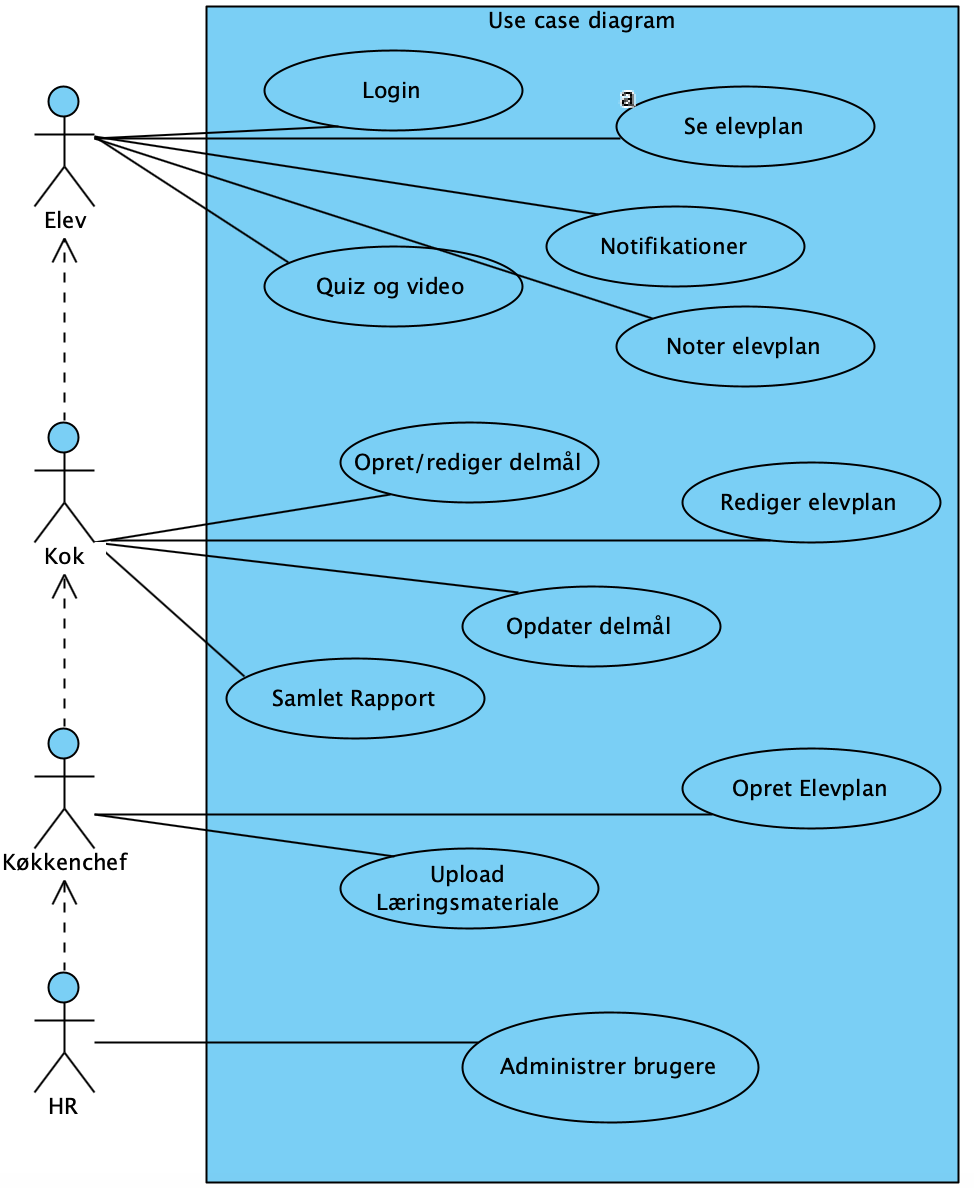 Use case diagram
Login
a
Se elevplan
Elev
Notifikationer
Quiz og video
Noter elevplan
Opret/rediger delmål
Rediger elevplan
Kok
Opdater delmål
Samlet Rapport
Opret Elevplan
Køkkenchef
Upload
Læringsmateriale
Administrer brugere
HR